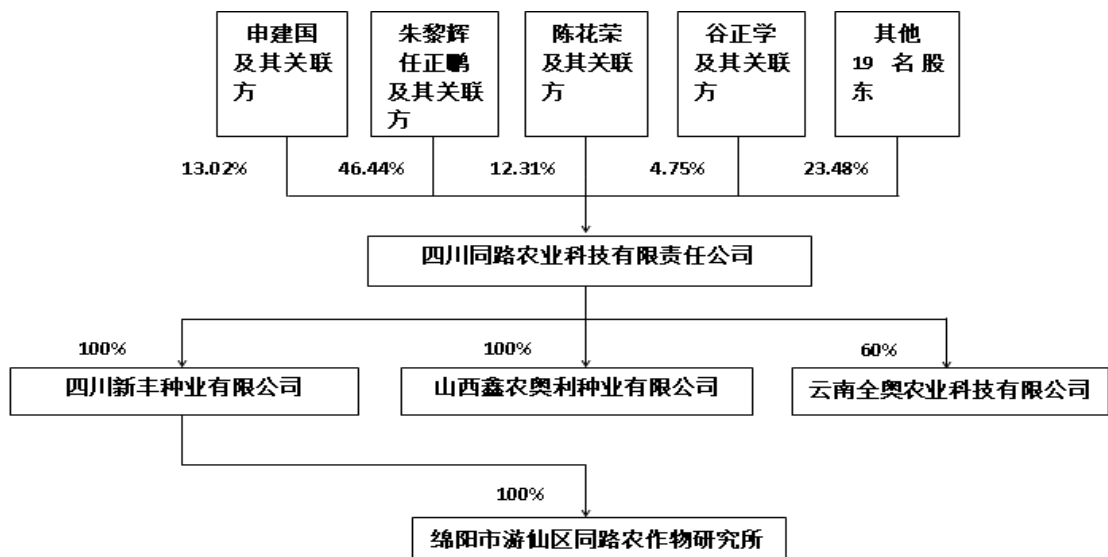 申建国
及其关联
方
朱黎辉
任正鹏
及其关联
方
陈花荣
及其关联
方
谷正学
及其关联
方
其他
19 名股
东
13.02%
46.44%
12.31%
4.75%
23.48%
四川同路农业科技有限责任公司
100%
100%
60%
四川新丰种业有限公司
山西鑫农奥利种业有限公司
云南全奥农业科技有限公司
100%
绵阳市游仙区同路农作物研究所